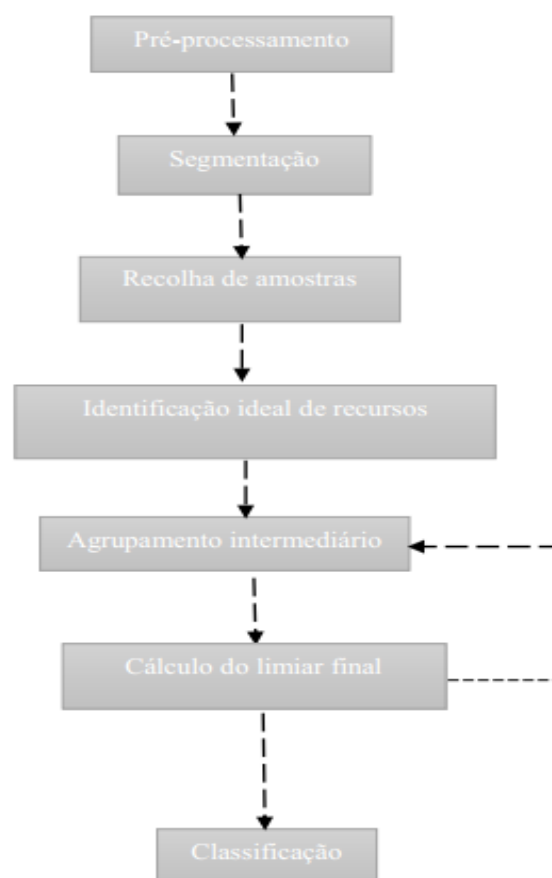 Pré-processamento
Segmentação
Recolha de amostras
Identificação ideal de recursos
Agrupamento intermediário
Cálculo do limiar final
Classificação